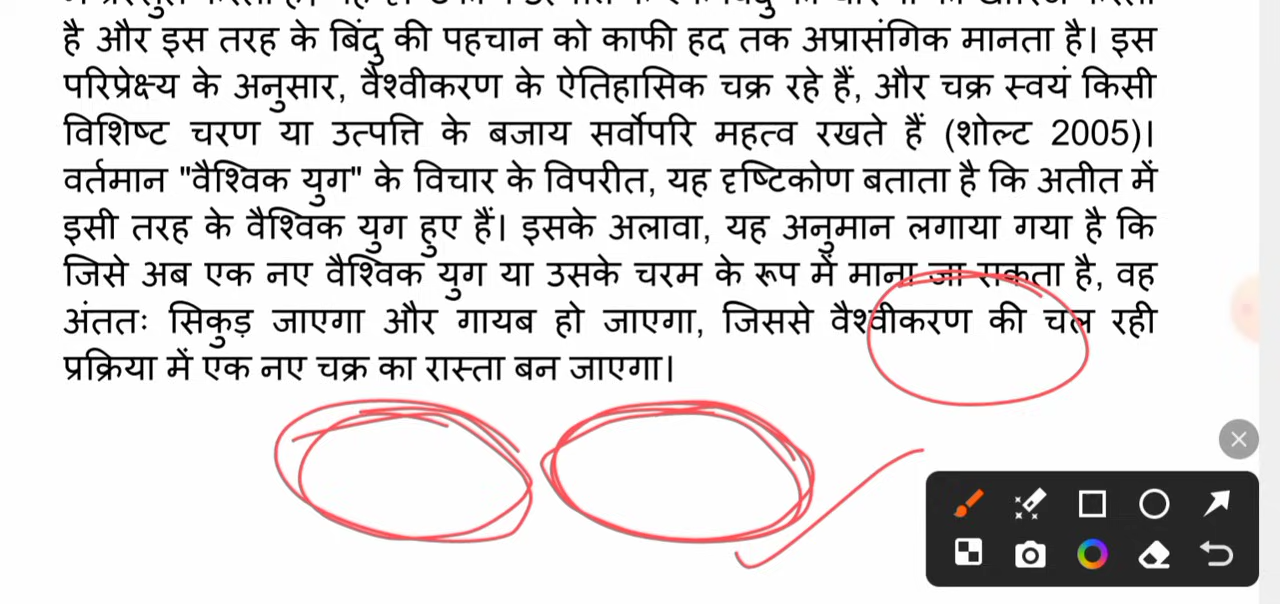 है और इस तरह के बिंदु की पहचान को काफी हद तक अप्रासंगिक मानता है। इस
परिप्रेक्ष्य के अनुसार, वैश्वीकरण के ऐतिहासिक चक्र रहे हैं, और चक्र स्वयं किसी
विशिष्ट चरण या उत्पत्ति के बजाय सर्वोपरि महत्व रखते हैं (शोल्ट 2005)।
वर्तमान "वैश्विक युग" के विचार के विपरीत, यह दृष्टिकोण बताता है कि अतीत में
इसी तरह के वैश्विक युग हुए हैं। इसके अलावा, यह अनुमान लगाया गया है कि
जिसे अब एक नए वैश्विक युग या उसके चरम के रूप में माना जा सकता है, वह
अंततः सिकुड़ जाएगा और गायब हो जाएगा, जिससे वैश्वीकरण की चल रही
प्रक्रिया में एक नए चक्र का रास्ता बन जाएगा।